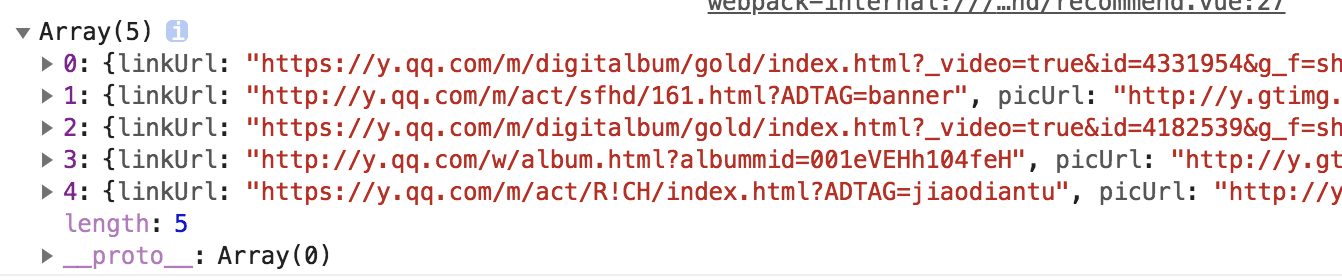 webpack-internal:///…nd/recommend.vue:27
▼ Array(5) i
▶ 0: {linkUrl: "https://y.qq.com/m/digitalbum/gold/index.html?_video=true&id=4331954&g_f=sh
▶ 1: {linkUrl: "https://y.qq.com/m/act/sfhd/161.html?ADTAG=banner", picUrl: "http://y.gtimg.
▶ 2: {linkUrl: "https://y.qq.com/m/digitalbum/gold/index.html?_video=true&id=4182539&g_f=sh
▶ 3: {linkUrl: "http://y.qq.com/w/album.html?albummid=001eVEHh104feH", picUrl: "http://y.gt
▶ 4: {linkUrl: "https://y.qq.com/m/act/R!CH/index.html?ADTAG=jiaodiantu", picUrl: "http://y
length: 5
▶ __proto__: Array(0)